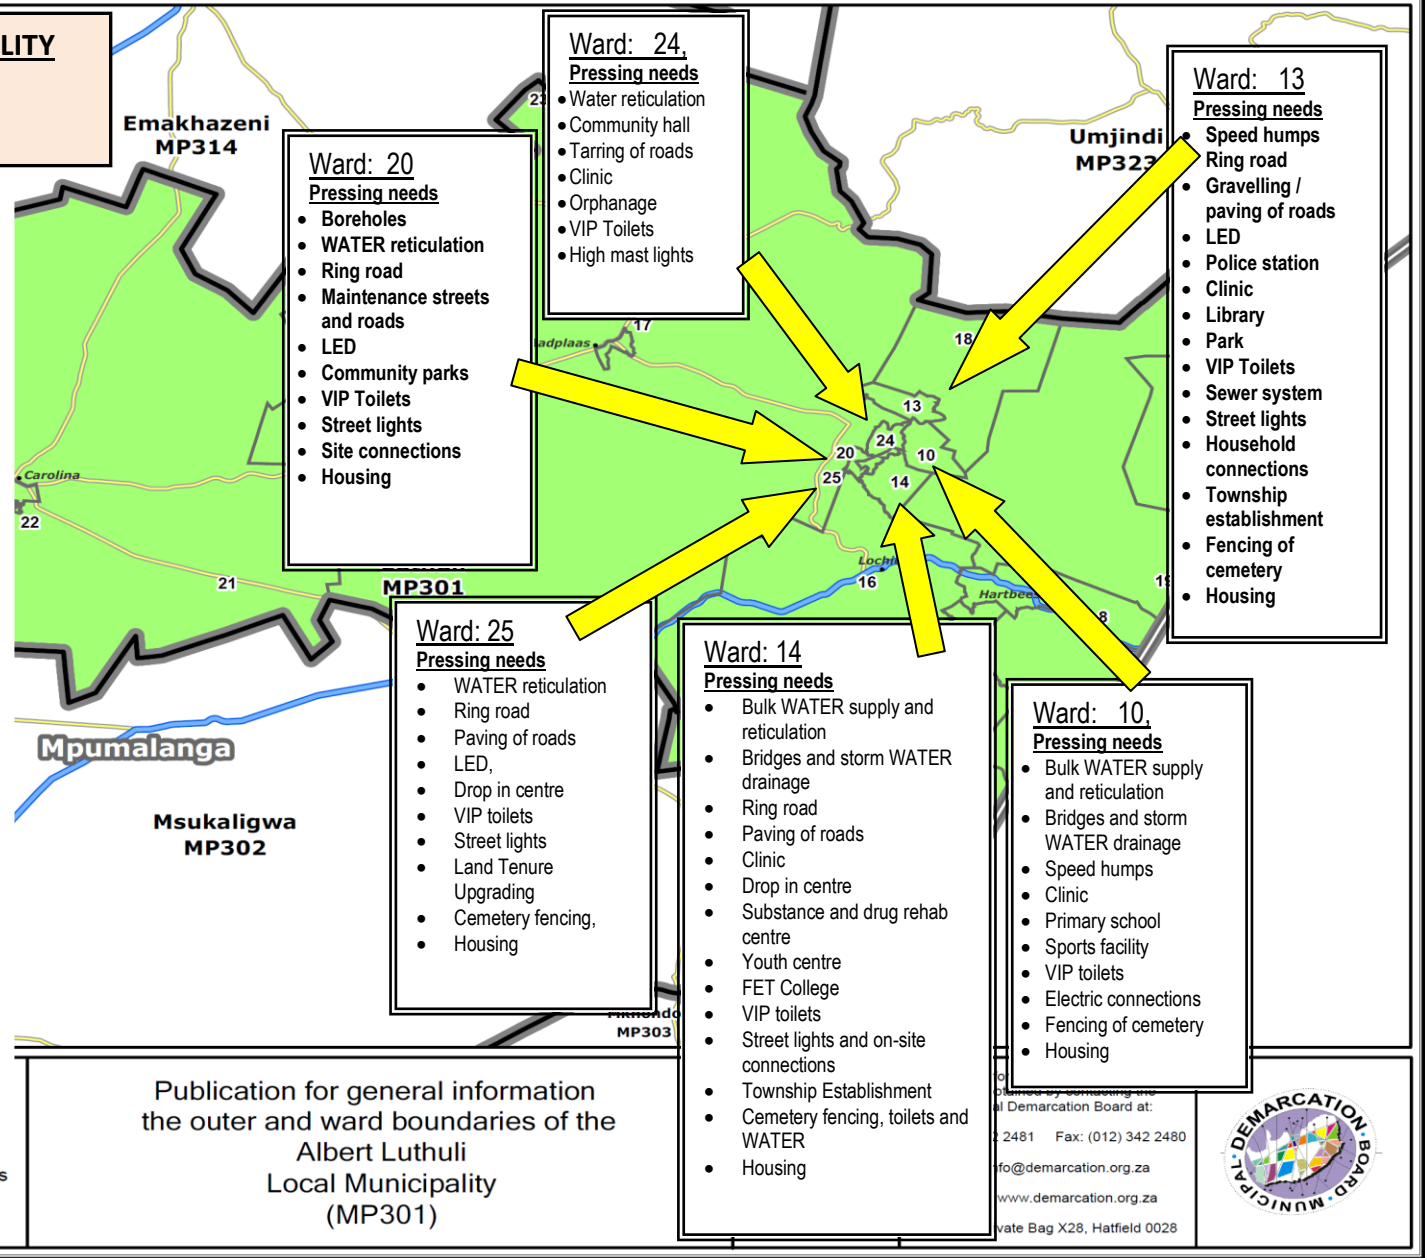 LITY
Emakhazeni
MP314
Umjindi
MP323
Ward: 24,
Pressing needs
• Water reticulation
• Community hall
• Tarring of roads
• Clinic
• Orphanage
• VIP Toilets
• High mast lights
Ward: 13
Pressing needs
• Speed humps
Ring road
• Gravelling /
paving of roads
• LED
• Police station
• Clinic
• Library
• Park
• VIP Toilets
• Sewer system
• Street lights
• Household
connections
• Township
establishment
• Fencing of
cemetery
• Housing
Ward: 20
Pressing needs
• Boreholes
• WATER reticulation
• Ring road
• Maintenance streets
and roads
• LED
• Community parks
• VIP Toilets
• Street lights
• Site connections
• Housing
23
17
adplaas
18
13
24
20
10
25
14
Carolina
22
21
MP301
Lochi
16
Hartbees
8
19
Ward: 25
Pressing needs
• WATER reticulation
• Ring road
• Paving of roads
• LED,
• Drop in centre
• VIP toilets
• Street lights
• Land Tenure
Upgrading
• Cemetery fencing,
• Housing
Ward: 14
Pressing needs
• Bulk WATER supply and
reticulation
• Bridges and storm WATER
drainage
• Ring road
• Paving of roads
• Clinic
• Drop in centre
• Substance and drug rehab
centre
• Youth centre
• FET College
• VIP toilets
• Street lights and on-site
connections
• Township Establishment
• Cemetery fencing, toilets and
WATER
• Housing
Ward: 10,
Pressing needs
• Bulk WATER supply
and reticulation
• Bridges and storm
WATER drainage
• Speed humps
• Clinic
• Primary school
• Sports facility
• VIP toilets
• Electric connections
• Fencing of cemetery
• Housing
Mpumalanga
Msukaligwa
MP302
Mkhondo
MP303
s
Publication for general information
the outer and ward boundaries of the
Albert Luthuli
Local Municipality
(MP301)
al Demarcation Board at:
2 2481 Fax: (012) 342 2480
nfo@demarcation.org.za
www.demarcation.org.za
vate Bag X28, Hatfield 0028
MUNICIPAL DEMARCATION BOARD